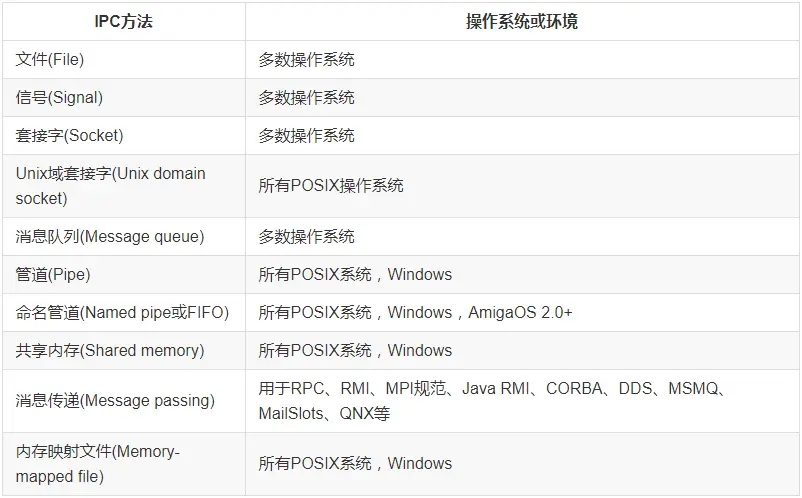 IPC方法 操作系统或环境
文件(File) 多数操作系统
信号(Signal) 多数操作系统
套接字(Socket) 多数操作系统
Unix域套接字(Unix domain
socket) 所有POSIX操作系统
消息队列(Message queue) 多数操作系统
管道(Pipe) 所有POSIX系统，Windows
命名管道(Named pipe或FIFO) 所有POSIX系统，Windows，AmigaOS 2.0+
共享内存(Shared memory) 所有POSIX系统，Windows
消息传递(Message passing) 用于RPC、RMI、MPI规范、Java RMI、CORBA、DDS、MSMQ、
MailSlots、QNX等
内存映射文件(Memory-
mapped file) 所有POSIX系统，Windows